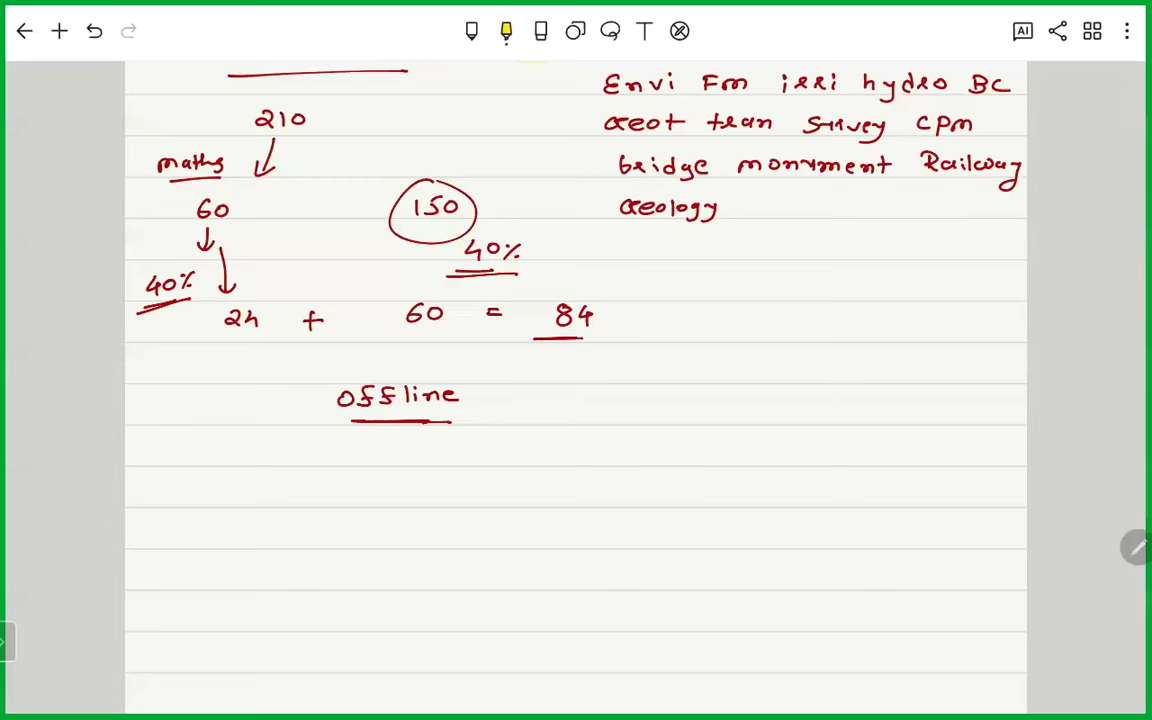 AI
210
maths
60
150
40%
40%
24 + 60 = 84
offline
Envi Fm irri hydro BC
Geot tran Survey CPM
bridge monument Railway
Geology